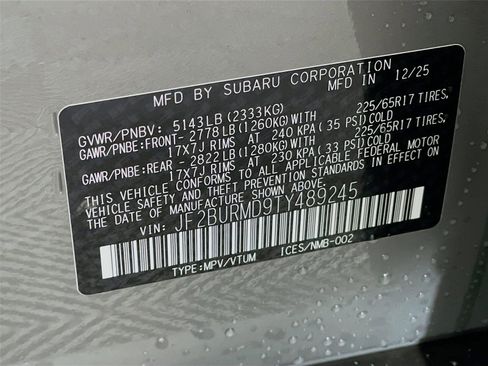 MFD BY SUBARU CORPORATION
MFD IN 12/25
GVWR/PNBV: 5143LB (2333KG)
GAWR/PNBE:FRONT- 2778LB (1260KG) WITH 225/65R17 TIRES,
17x7J RIMS AT 240 KPA( 35 PSI) COLD
GAWR/PNBE:REAR - 2822LB (1280KG) WITH 225/65R17 TIRES,
17x7J RIMS AT 230 KPA( 33 PSI) COLD
THIS VEHICLE CONFORMS TO ALL APPLICABLE FEDERAL MOTOR
VEHICLE SAFETY STANDARDS IN EFFECT ON THE
DATE OF MANUFACTURE SHOWN ABOVE.
VIN: JF2BURMD9TY489245
TYPE:MPV/VTUM ICES/NMB-002